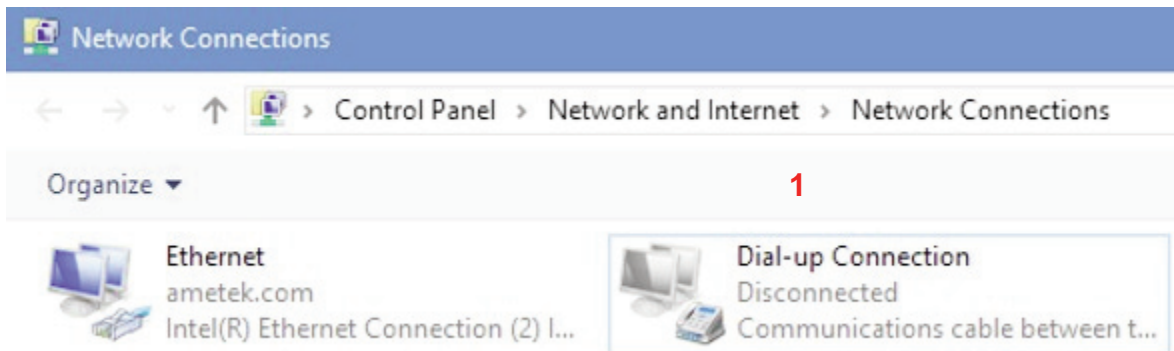 Network Connections
Control Panel > Network and Internet > Network Connections
Organize
1
Ethernet
ametek.com
Intel(R) Ethernet Connection (2) I...
Dial-up Connection
Disconnected
Communications cable between t...